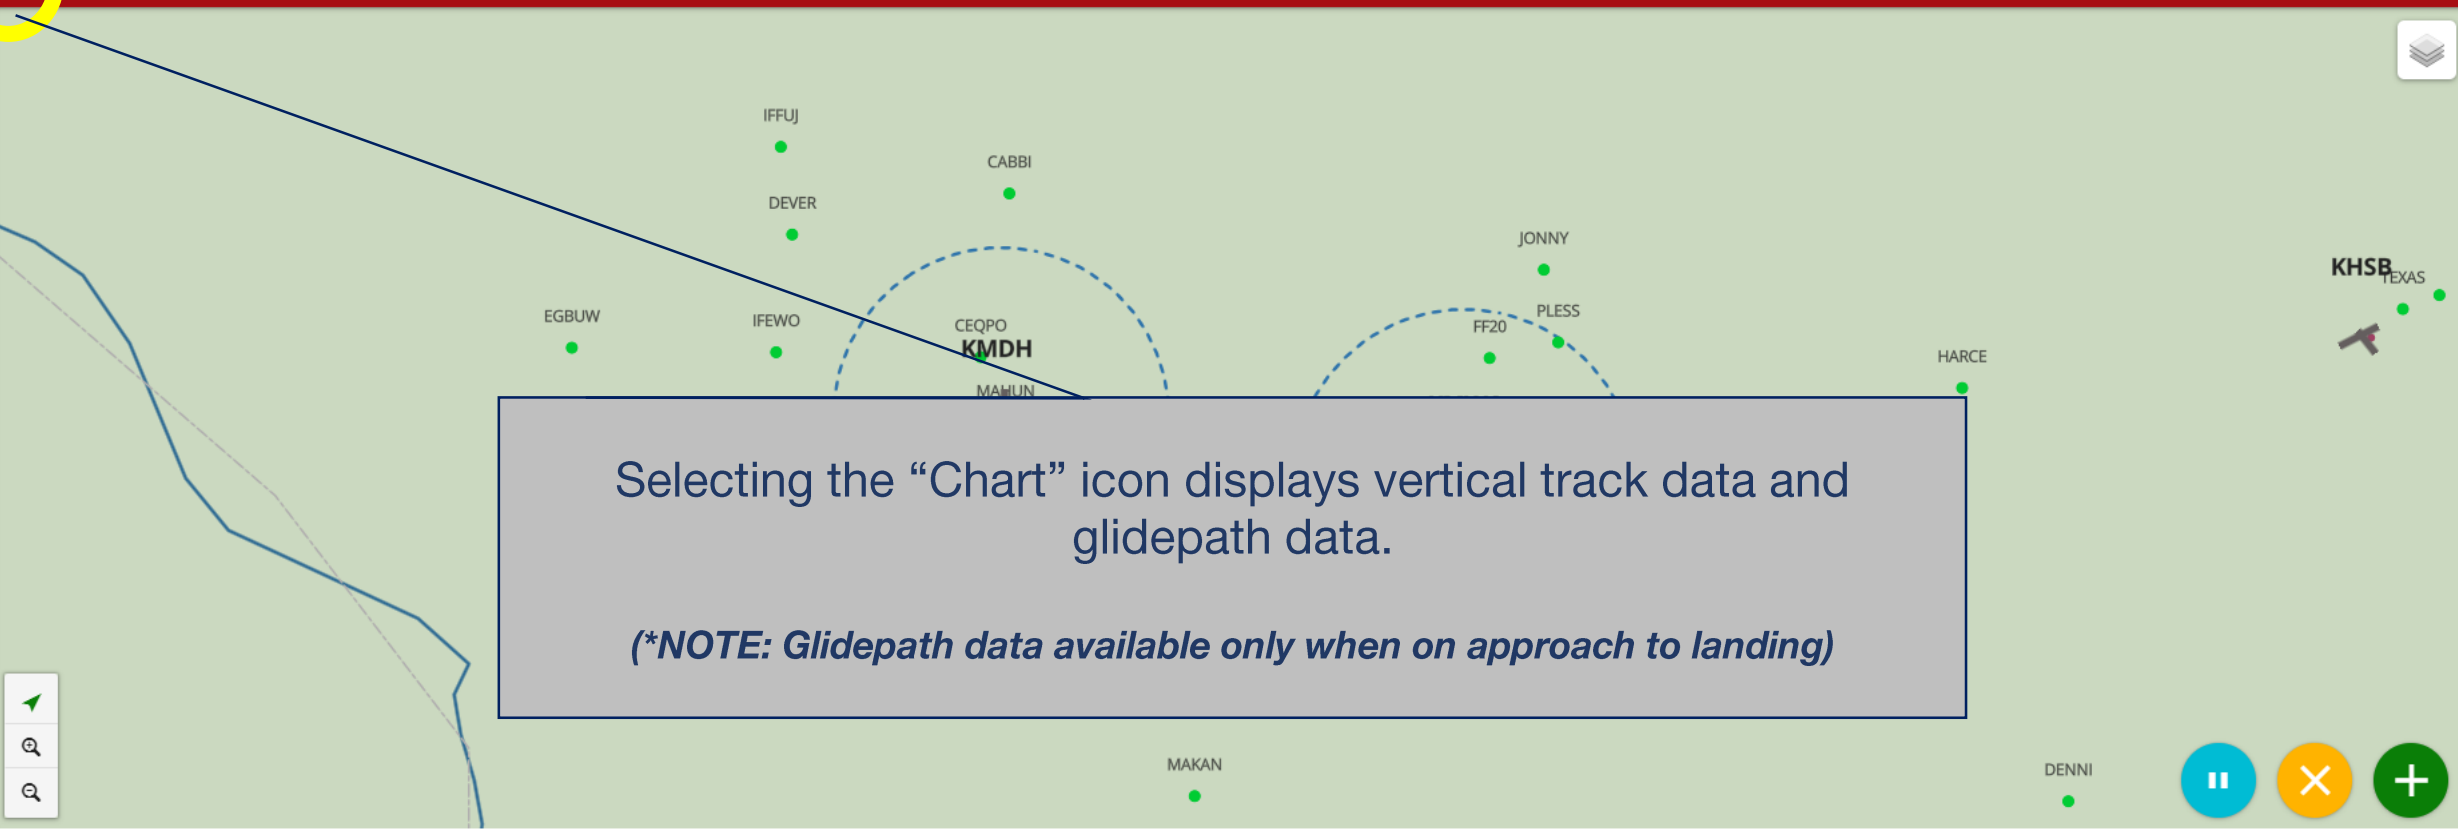 IFFUJ
CABBI
DEVER
JONNY
KHSB
TEXAS
EGBUW
IFEWO
CEQPO
PLESS
FF20
KMDH
HARCE
MAHUN
Selecting the “Chart” icon displays vertical track data and
glidepath data.
(*NOTE: Glidepath data available only when on approach to landing)
MAKAN
DENNI